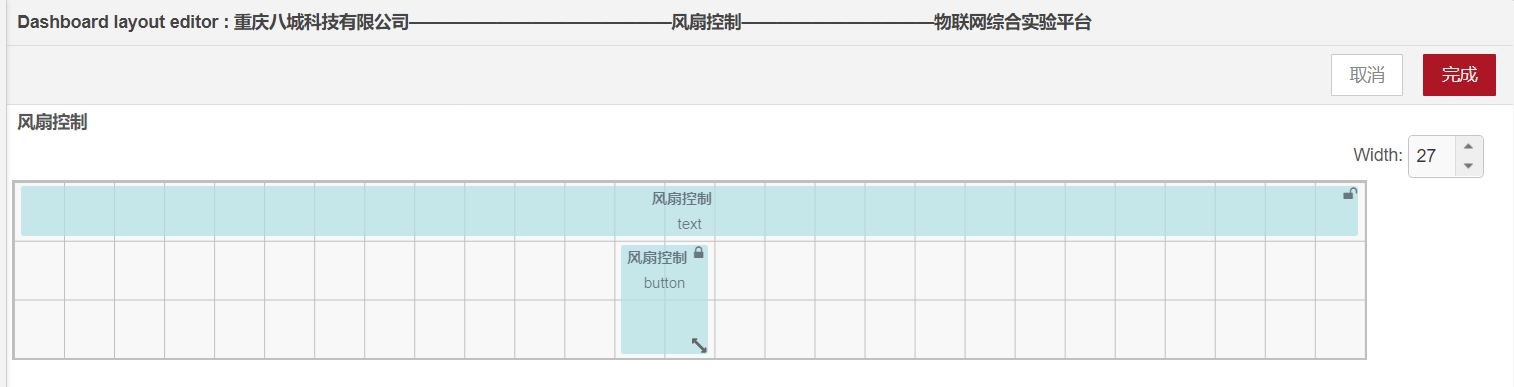 Dashboard layout editor : 重庆八城科技有限公司———————————————风扇控制———————————物联网综合实验平台
取消 完成
风扇控制
Width: 27
风扇控制
text
风扇控制
button